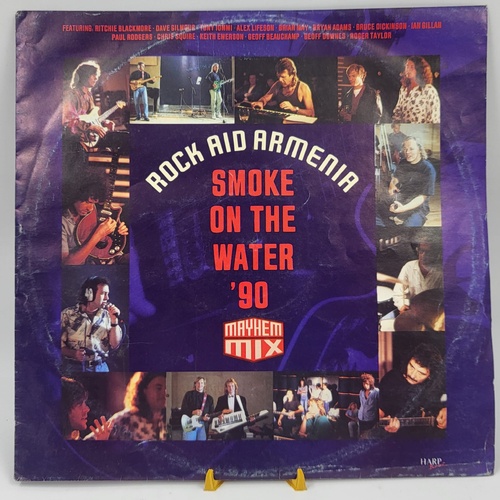 FEATURING: RITCHIE BLACKMORE · DAVE GILMOUR · TONY IOMMI · ALEX LIFESON · BRIAN MAY · BRYAN ADAMS · BRUCE DICKINSON · IAN GILLAN
PAUL RODGERS · CHRIS SQUIRE · KEITH EMERSON · GEOFF BEAUCHAMP · GEOFF DOWNES · ROGER TAYLOR
ROCK AID ARMENIA
SMOKE
ON THE
WATER
'90
MAYHEM
MIX
HARP